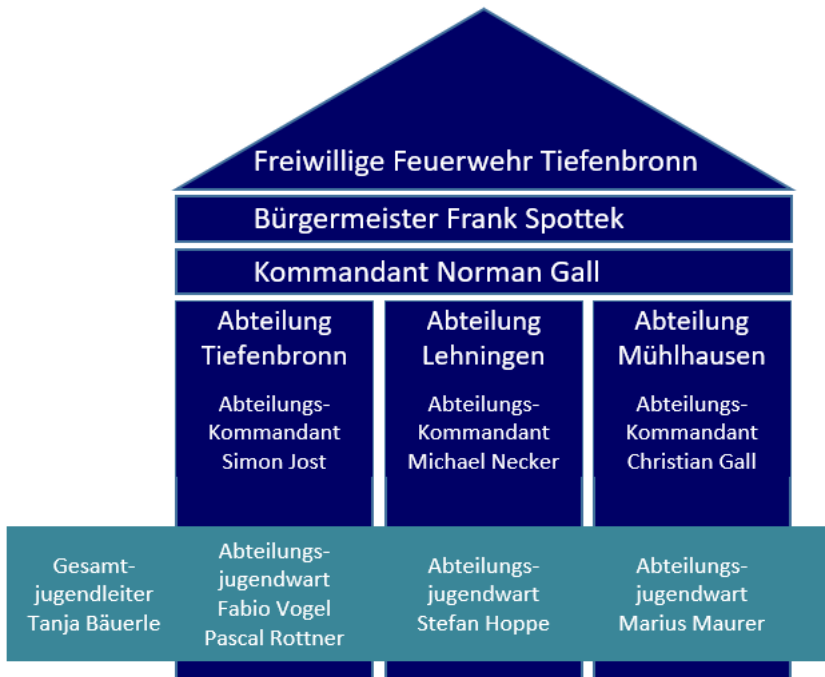 Freiwillige Feuerwehr Tiefenbronn
Bürgermeister Frank Spottek
Kommandant Norman Gall
Abteilung
Tiefenbronn
Abteilungs-
Kommandant
Simon Jost
Abteilung
Lehningen
Abteilungs-
Kommandant
Michael Necker
Abteilung
Mühlhausen
Abteilungs-
Kommandant
Christian Gall
Gesamt-
jugendleiter
Tanja Bäuerle
Abteilungs-
jugendwart
Fabio Vogel
Pascal Rottner
Abteilungs-
jugendwart
Stefan Hoppe
Abteilungs-
jugendwart
Marius Maurer